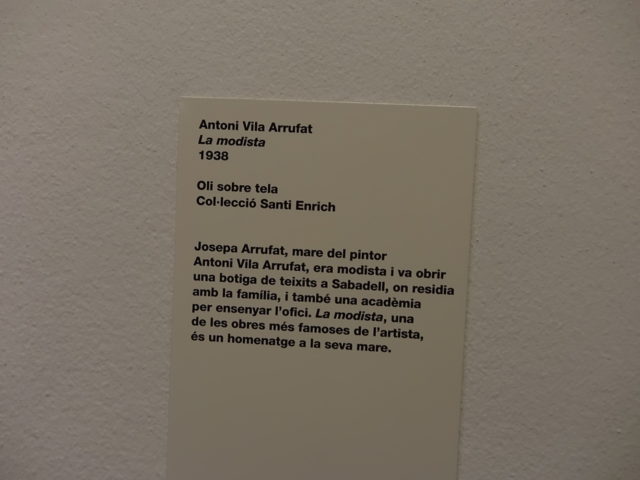 Antoni Vila Arrufat
La modista
1938
Oli sobre tela
Col·lecció Santi Enrich
Josepa Arrufat, mare del pintor
Antoni Vila Arrufat, era modista i va obrir
una botiga de teixits a Sabadell, on residia
amb la família, i també una acadèmia
per ensenyar l'ofici. La modista, una
de les obres més famoses de l'artista,
és un homenatge a la seva mare.